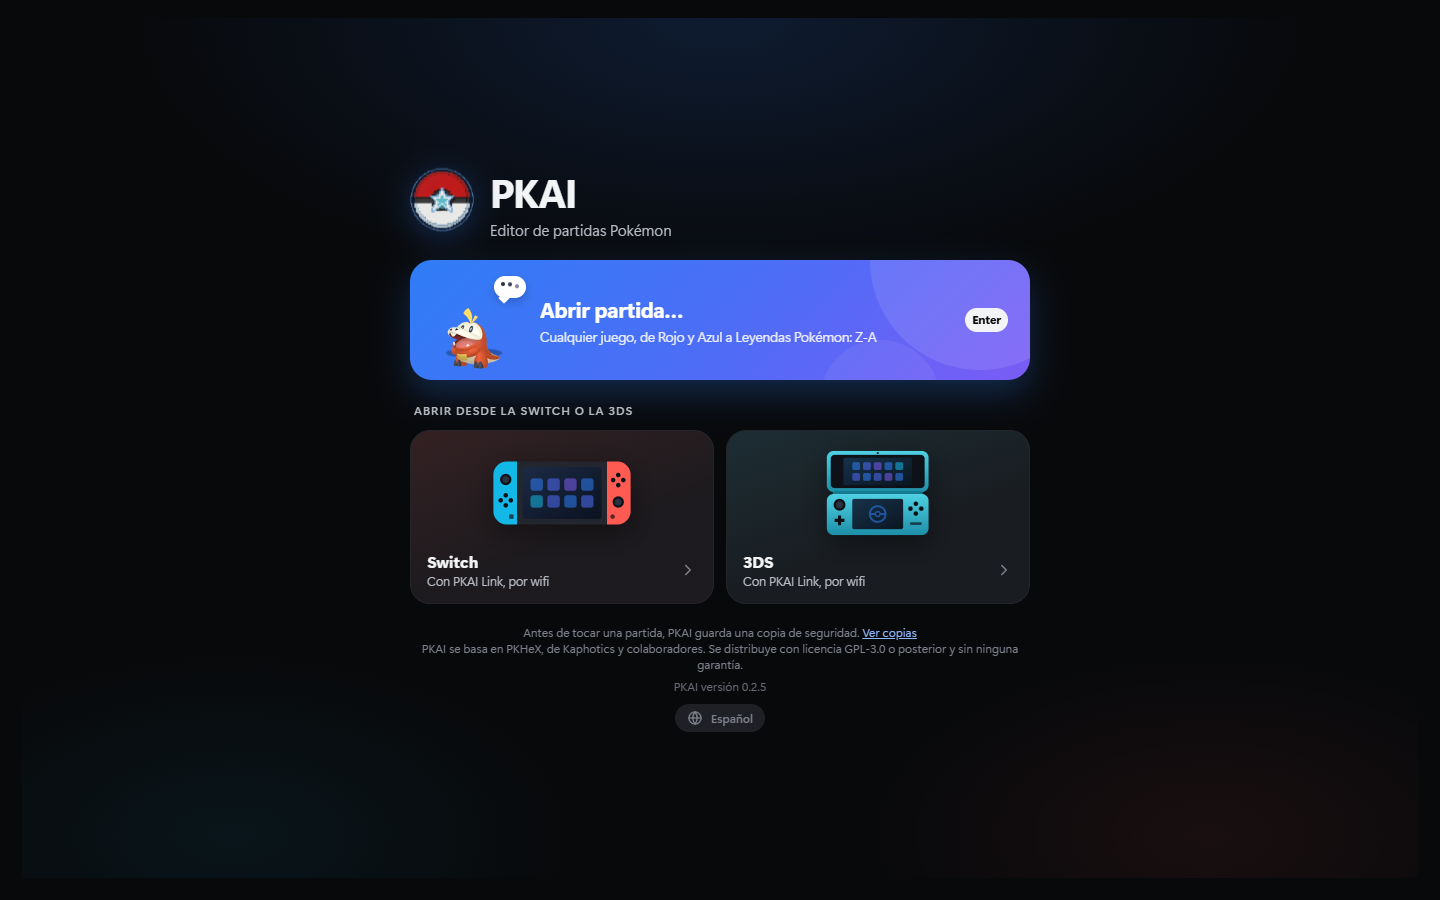 PKAI
Editor de partidas Pokémon
Abrir partida...
Cualquier juego, de Rojo y Azul a Leyendas Pokémon: Z-A
Enter
ABRIR DESDE LA SWITCH O LA 3DS
Switch
Con PKAI Link, por wifi
3DS
Con PKAI Link, por wifi
Antes de tocar una partida, PKAI guarda una copia de seguridad. Ver copias
PKAI se basa en PKHeX, de Kaphotics y colaboradores. Se distribuye con licencia GPL-3.0 o posterior y sin ninguna
garantía.
PKAI versión 0.2.5
Español